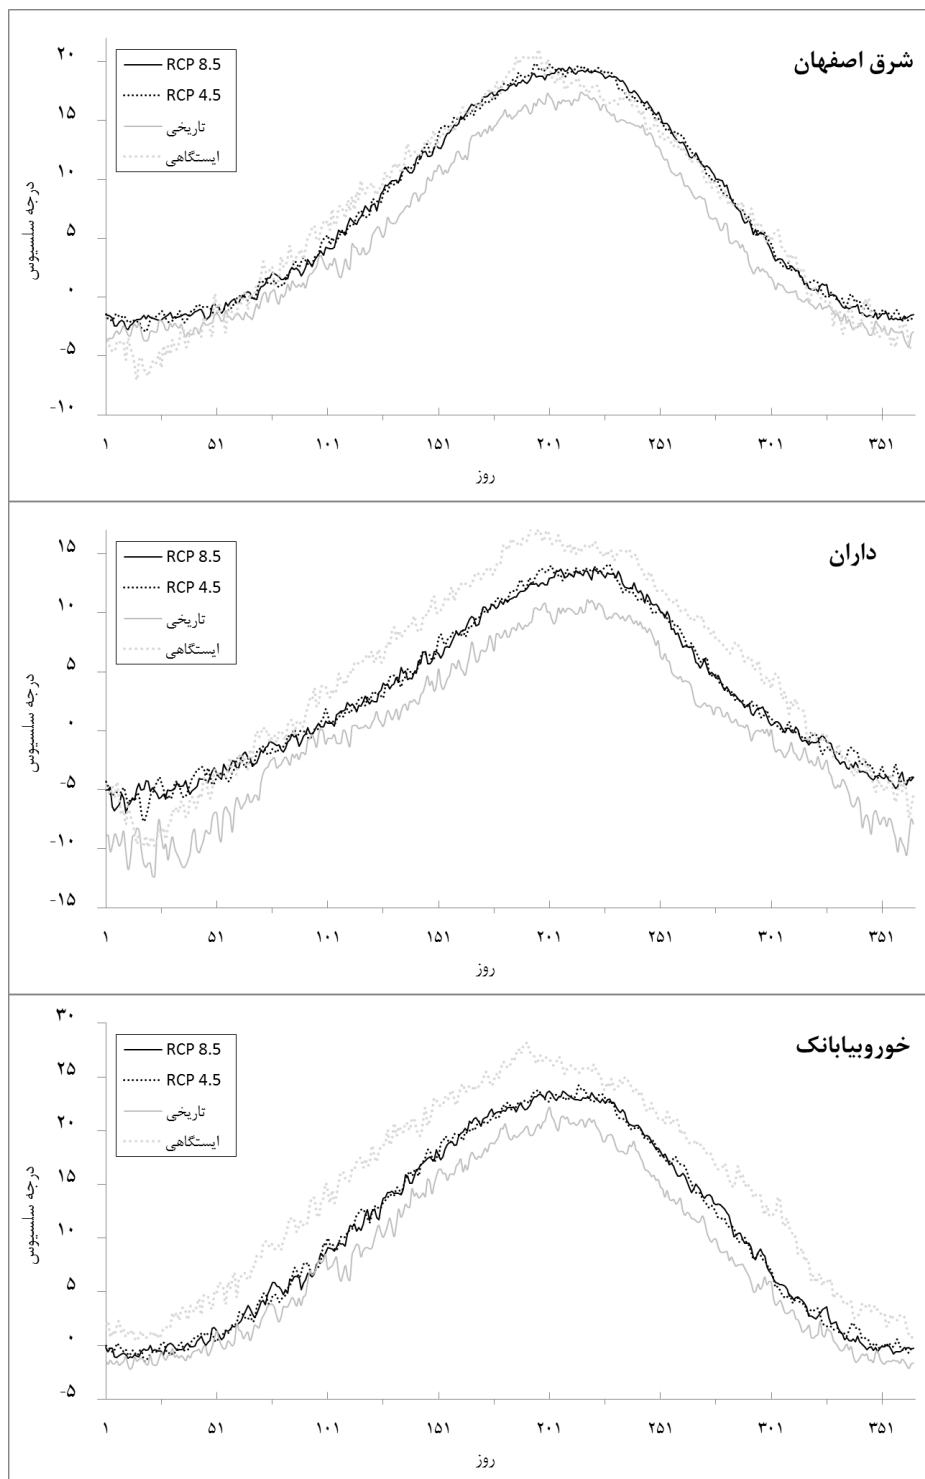 شرق اصفهان
RCP 8.5
RCP 4.5
تاریخی
ایستگاهی
درجه سلسیوس
۲۰
۱۵
۱۰
۵
۰
-۵
-۱۰
۱ ۵۱ ۱۰۱ ۱۵۱ ۲۰۱ ۲۵۱ ۳۰۱ ۳۵۱
روز
داران
RCP 8.5
RCP 4.5
تاریخی
ایستگاهی
درجه سلسیوس
۱۵
۱۰
۵
۰
-۵
-۱۰
-۱۵
۱ ۵۱ ۱۰۱ ۱۵۱ ۲۰۱ ۲۵۱ ۳۰۱ ۳۵۱
روز
خوروبیابانک
RCP 8.5
RCP 4.5
تاریخی
ایستگاهی
درجه سلسیوس
۳۰
۲۵
۲۰
۱۵
۱۰
۵
۰
-۵
۱ ۵۱ ۱۰۱ ۱۵۱ ۲۰۱ ۲۵۱ ۳۰۱ ۳۵۱
روز